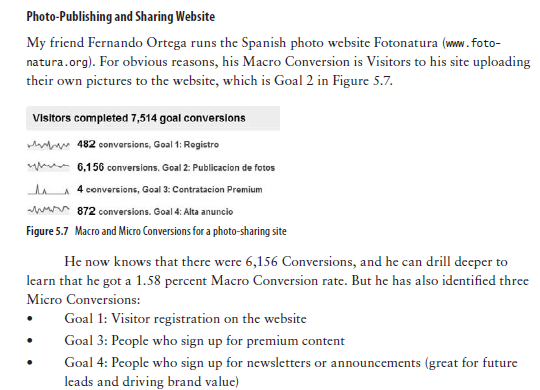 Photo-Publishing and Sharing Website
My friend Fernando Ortega runs the Spanish photo website Fotonatura (www.foto-
natura.org). For obvious reasons, his Macro Conversion is Visitors to his site uploading
their own pictures to the website, which is Goal 2 in Figure 5.7.
Visitors completed 7,514 goal conversions
482 conversions, Goal 1: Registro
6,156 conversions. Goal 2: Publicacion de fotos
4 conversions, Goal 3: Contratacion Premium
872 conversions. Goal 4: Alta anuncio
Figure 5.7 Macro and Micro Conversions for a photo-sharing site
He now knows that there were 6,156 Conversions, and he can drill deeper to
learn that he got a 1.58 percent Macro Conversion rate. But he has also identified three
Micro Conversions:
• Goal 1: Visitor registration on the website
• Goal 3: People who sign up for premium content
• Goal 4: People who sign up for newsletters or announcements (great for future
leads and driving brand value)